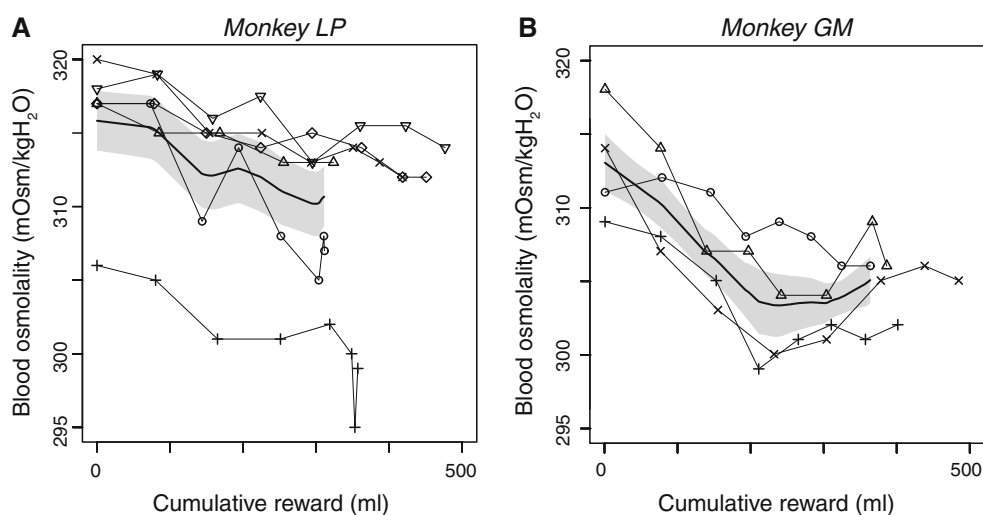 A
Monkey LP
Blood osmolality (mOsm/kgH₂O)
320
310
300
295
0
500
Cumulative reward (ml)
B
Monkey GM
Blood osmolality (mOsm/kgH₂O)
320
310
300
295
0
500
Cumulative reward (ml)